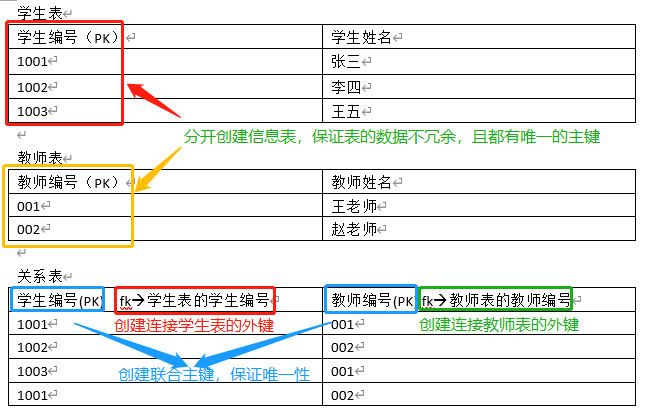 学生表
学生编号（PK） 学生姓名
1001 张三
1002 李四
1003 王五
分开创建信息表，保证表的数据不冗余，且都有唯一的主键
教师表
教师编号（PK） 教师姓名
001 王老师
002 赵老师
关系表
学生编号(PK) fk→学生表的学生编号 教师编号(PK) fk→教师表的教师编号
1001 创建连接学生表的外键 001 创建连接教师表的外键
1002 002
1003 创建联合主键，保证唯一性 001
1001 002